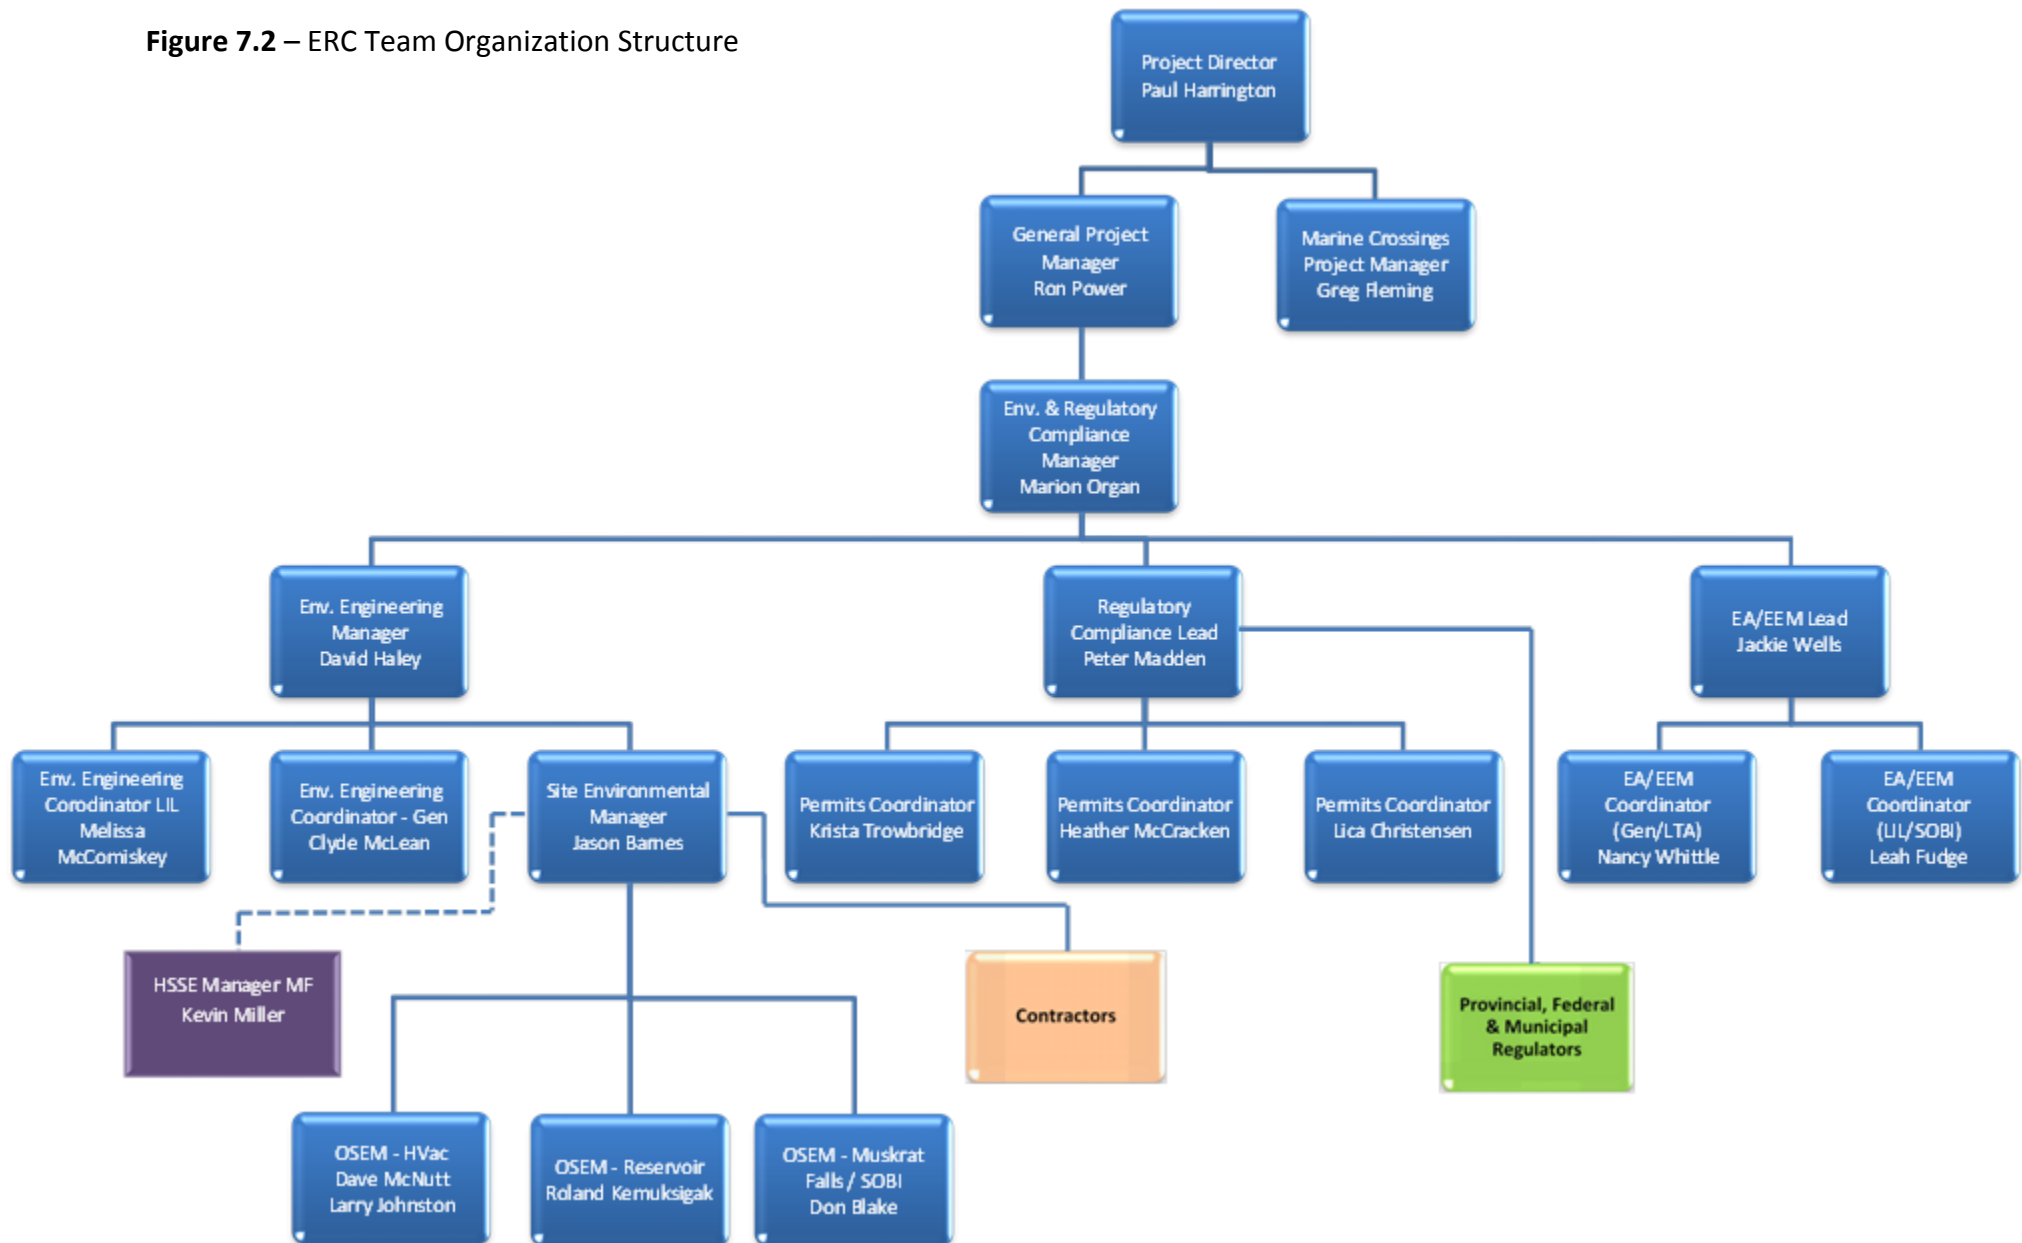 Figure 7.2 – ERC Team Organization Structure
Project Director
Paul Harrington
General Project
Manager
Ron Power
Marine Crossings
Project Manager
Greg Fleming
Env. & Regulatory
Compliance
Manager
Marion Organ
Env. Engineering
Manager
David Haley
Regulatory
Compliance Lead
Peter Madden
EA/EEM Lead
Jackie Wells
Env. Engineering
Corodinator LIL
Melissa
McComiskey
Env. Engineering
Coordinator - Gen
Clyde McLean
Site Environmental
Manager
Jason Barnes
Permits Coordinator
Krista Trowbridge
Permits Coordinator
Heather McCracken
Permits Coordinator
Lica Christensen
EA/EEM
Coordinator
(Gen/LTA)
Nancy Whittle
EA/EEM
Coordinator
(LIL/SOBI)
Leah Fudge
HSSE Manager MF
Kevin Miller
Contractors
Provincial, Federal
& Municipal
Regulators
OSEM - HVac
Dave McNutt
Larry Johnston
OSEM - Reservoir
Roland Kemuksigak
OSEM - Muskrat
Falls / SOBI
Don Blake